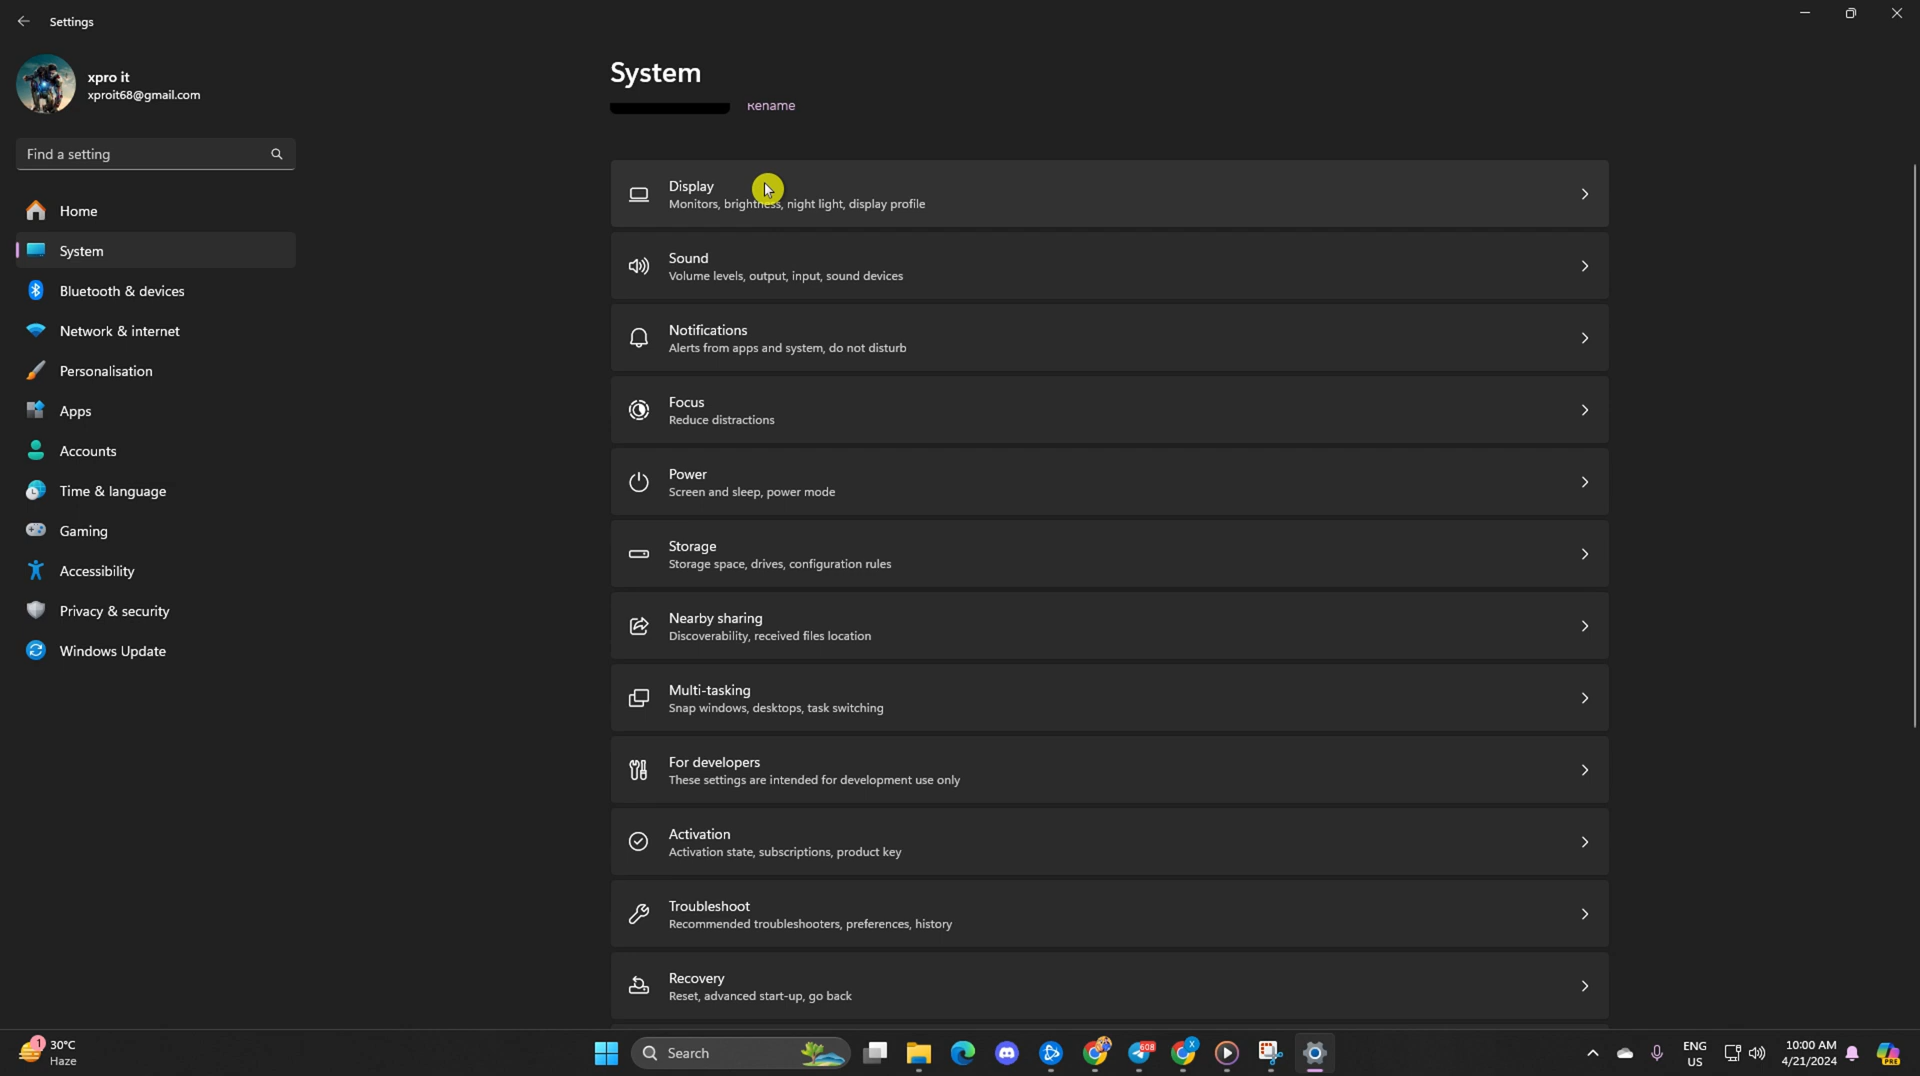 Settings
xpro it
xproit68@gmail.com
Find a setting
Home
System
Bluetooth & devices
Network & internet
Personalisation
Apps
Accounts
Time & language
Gaming
Accessibility
Privacy & security
Windows Update
System
Rename
Display
Monitors, brightness, night light, display profile
Sound
Volume levels, output, input, sound devices
Notifications
Alerts from apps and system, do not disturb
Focus
Reduce distractions
Power
Screen and sleep, power mode
Storage
Storage space, drives, configuration rules
Nearby sharing
Discoverability, received files location
Multi-tasking
Snap windows, desktops, task switching
For developers
These settings are intended for development use only
Activation
Activation state, subscriptions, product key
Troubleshoot
Recommended troubleshooters, preferences, history
Recovery
Reset, advanced start-up, go back
1
30°C
Haze
Search
608
X
ENG
US
10:00 AM
4/21/2024
PRE